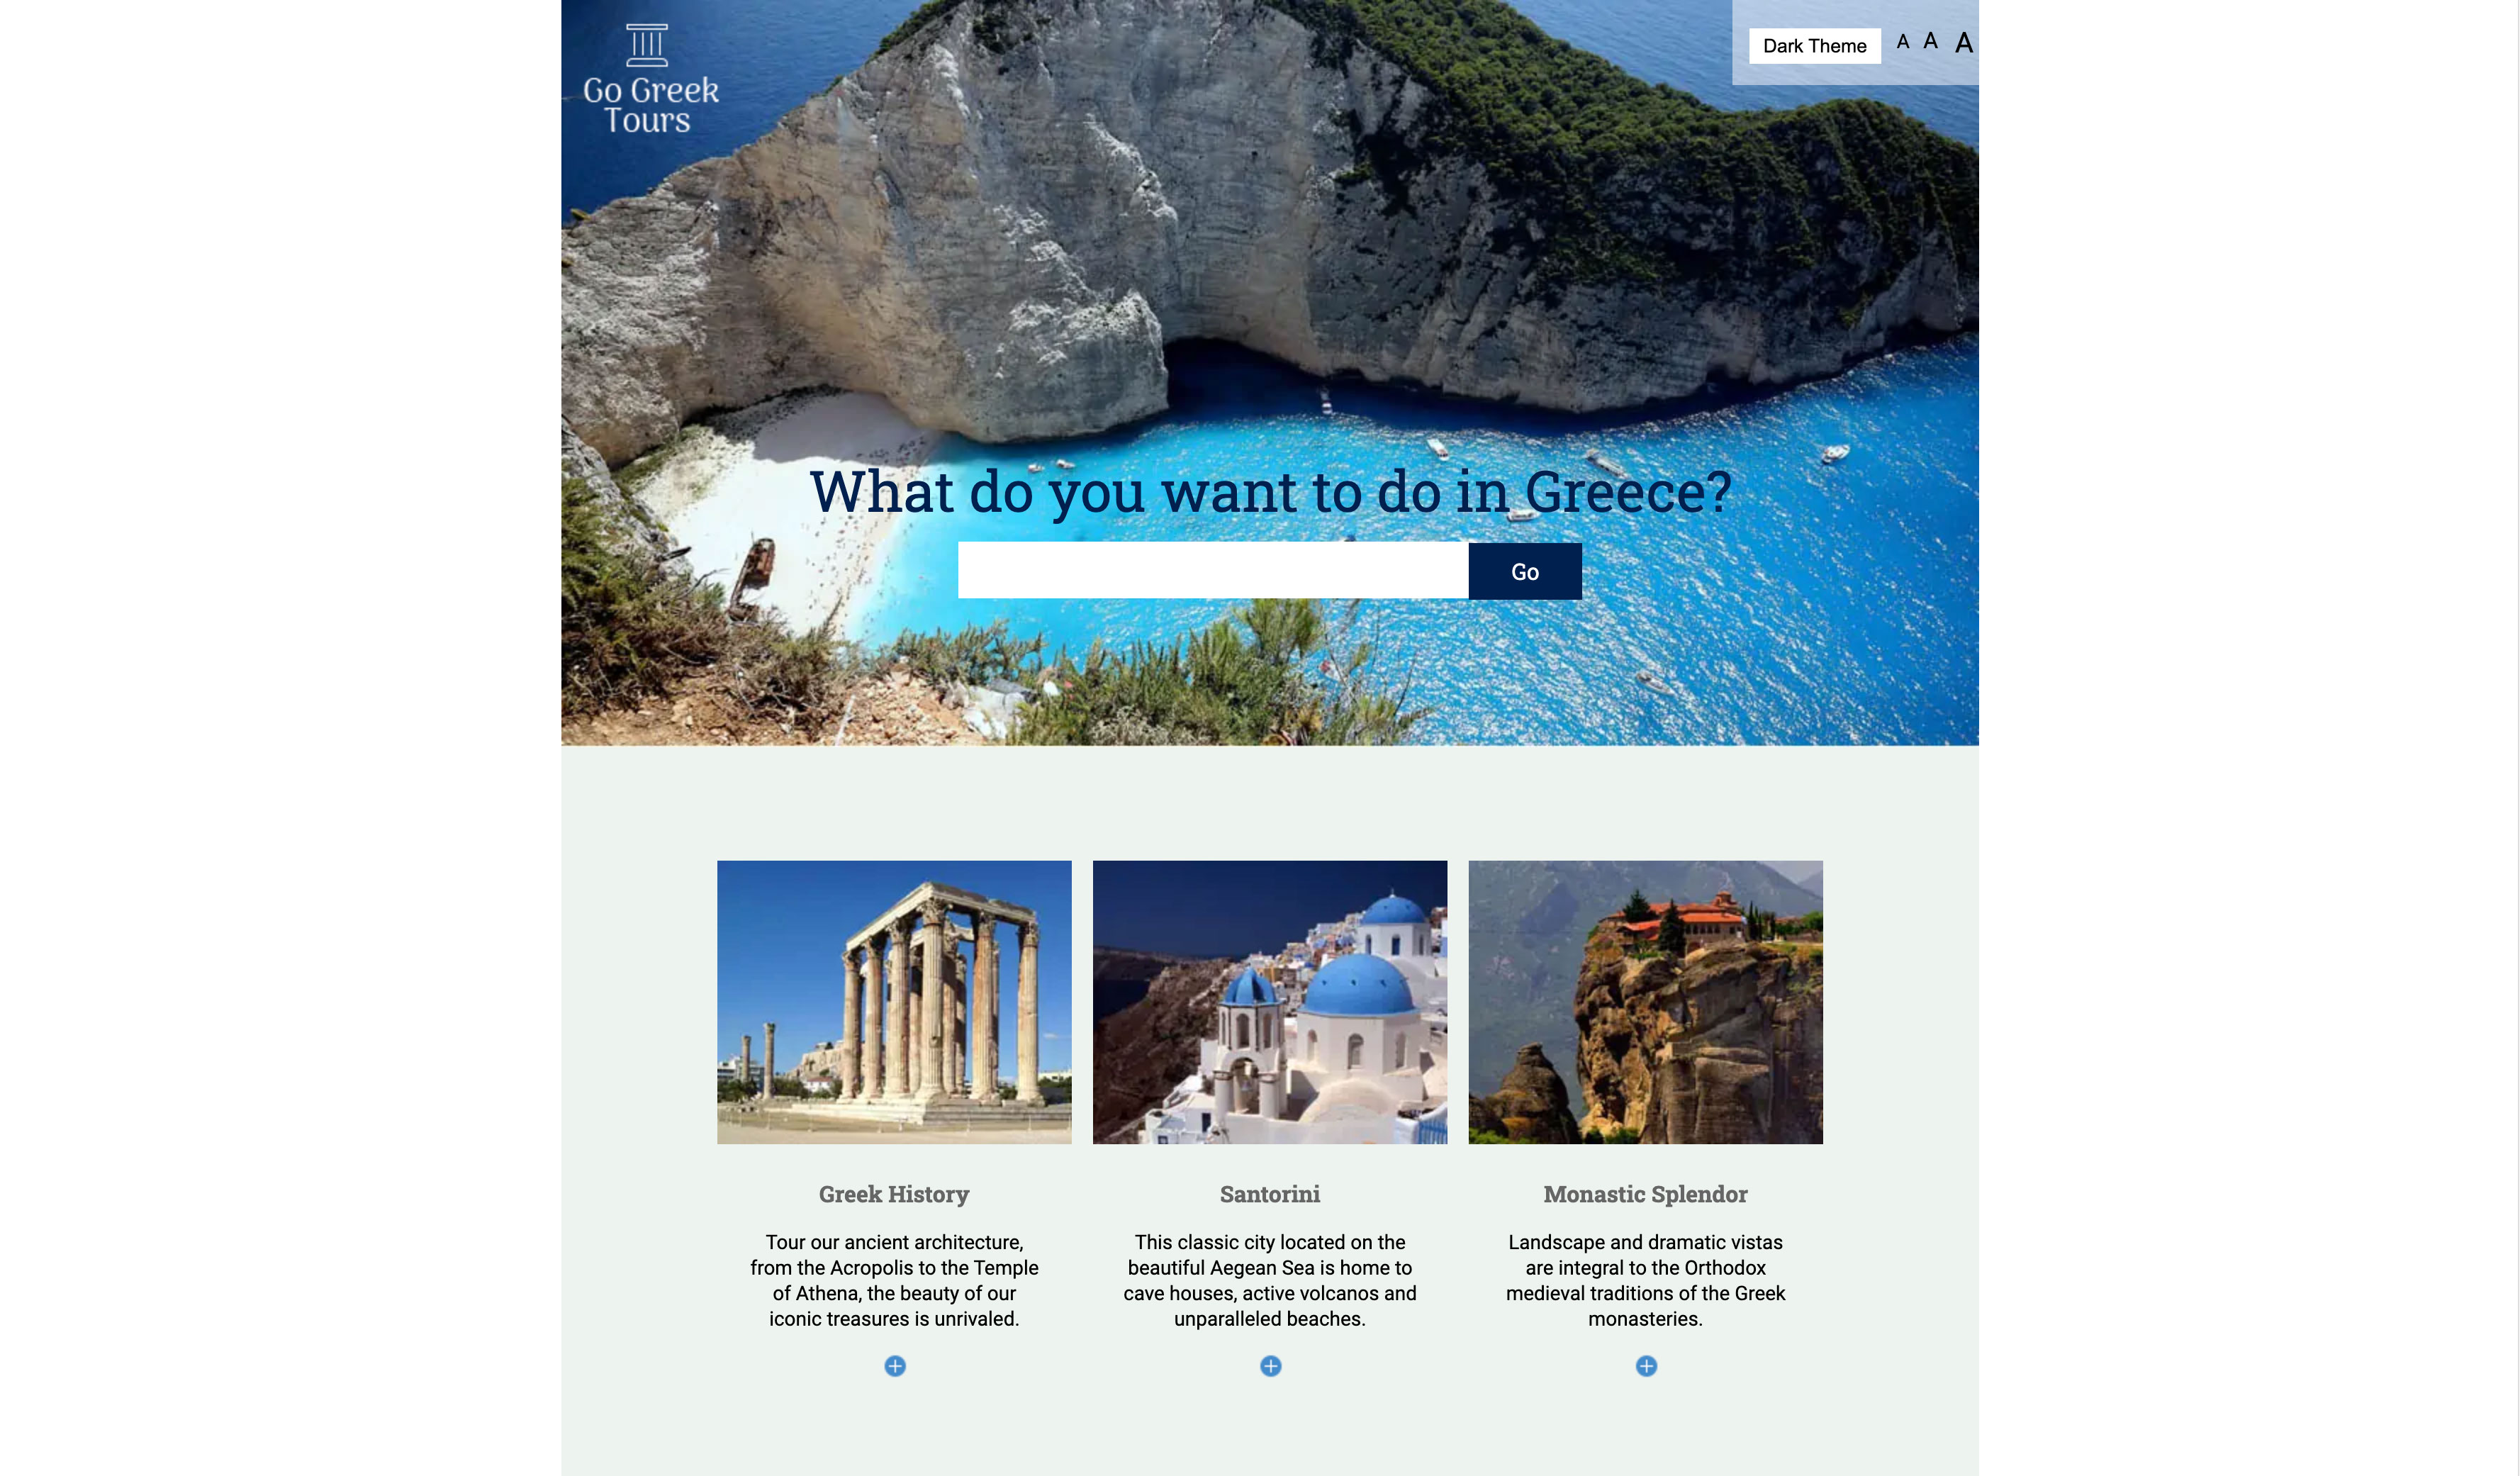 Go Greek
Tours
Dark Theme A A A
What do you want to do in Greece?
Go
Greek History
Tour our ancient architecture,
from the Acropolis to the Temple
of Athena, the beauty of our
iconic treasures is unrivaled.
Santorini
This classic city located on the
beautiful Aegean Sea is home to
cave houses, active volcanos and
unparalleled beaches.
Monastic Splendor
Landscape and dramatic vistas
are integral to the Orthodox
medieval traditions of the Greek
monasteries.